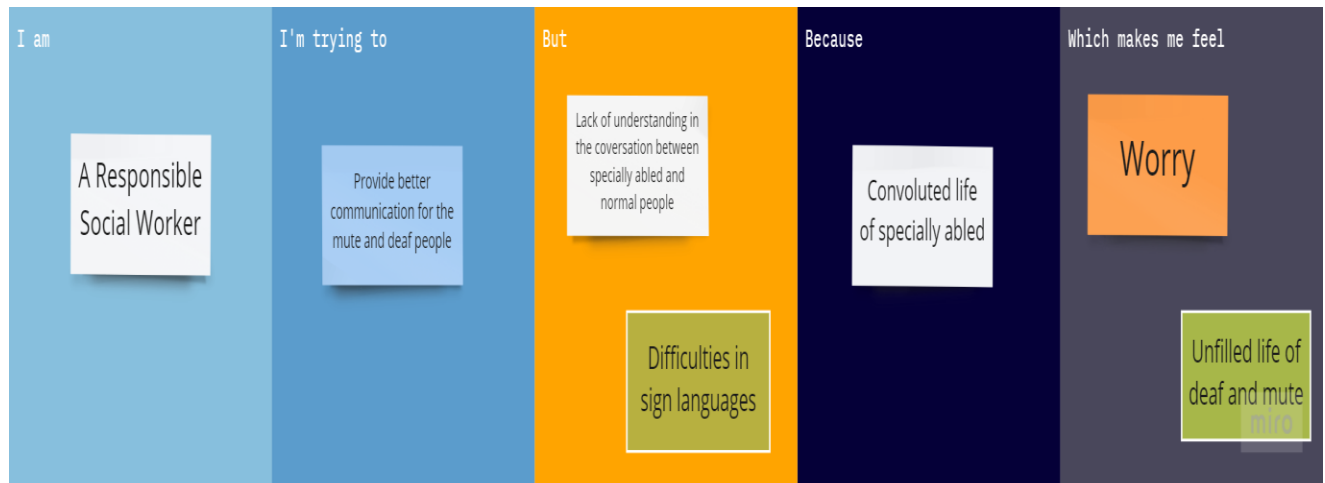 I am
A Responsible
Social Worker
I'm trying to
Provide better
communication for the
mute and deaf people
But
Lack of understanding in
the coversation between
specially abled and
normal people
Difficulties in
sign languages
Because
Convoluted life
of specially abled
Which makes me feel
Worry
Unfilled life of
deaf and mute
miro